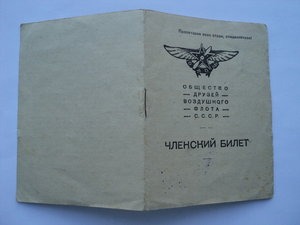 Пролетарии всех стран, соединяйтесь!
ОБЩЕСТВО
— ДРУЗЕЙ —
ВОЗДУШНОГО
— ФЛОТА —
С.С.С.Р.
ЧЛЕНСКИЙ БИЛЕТ